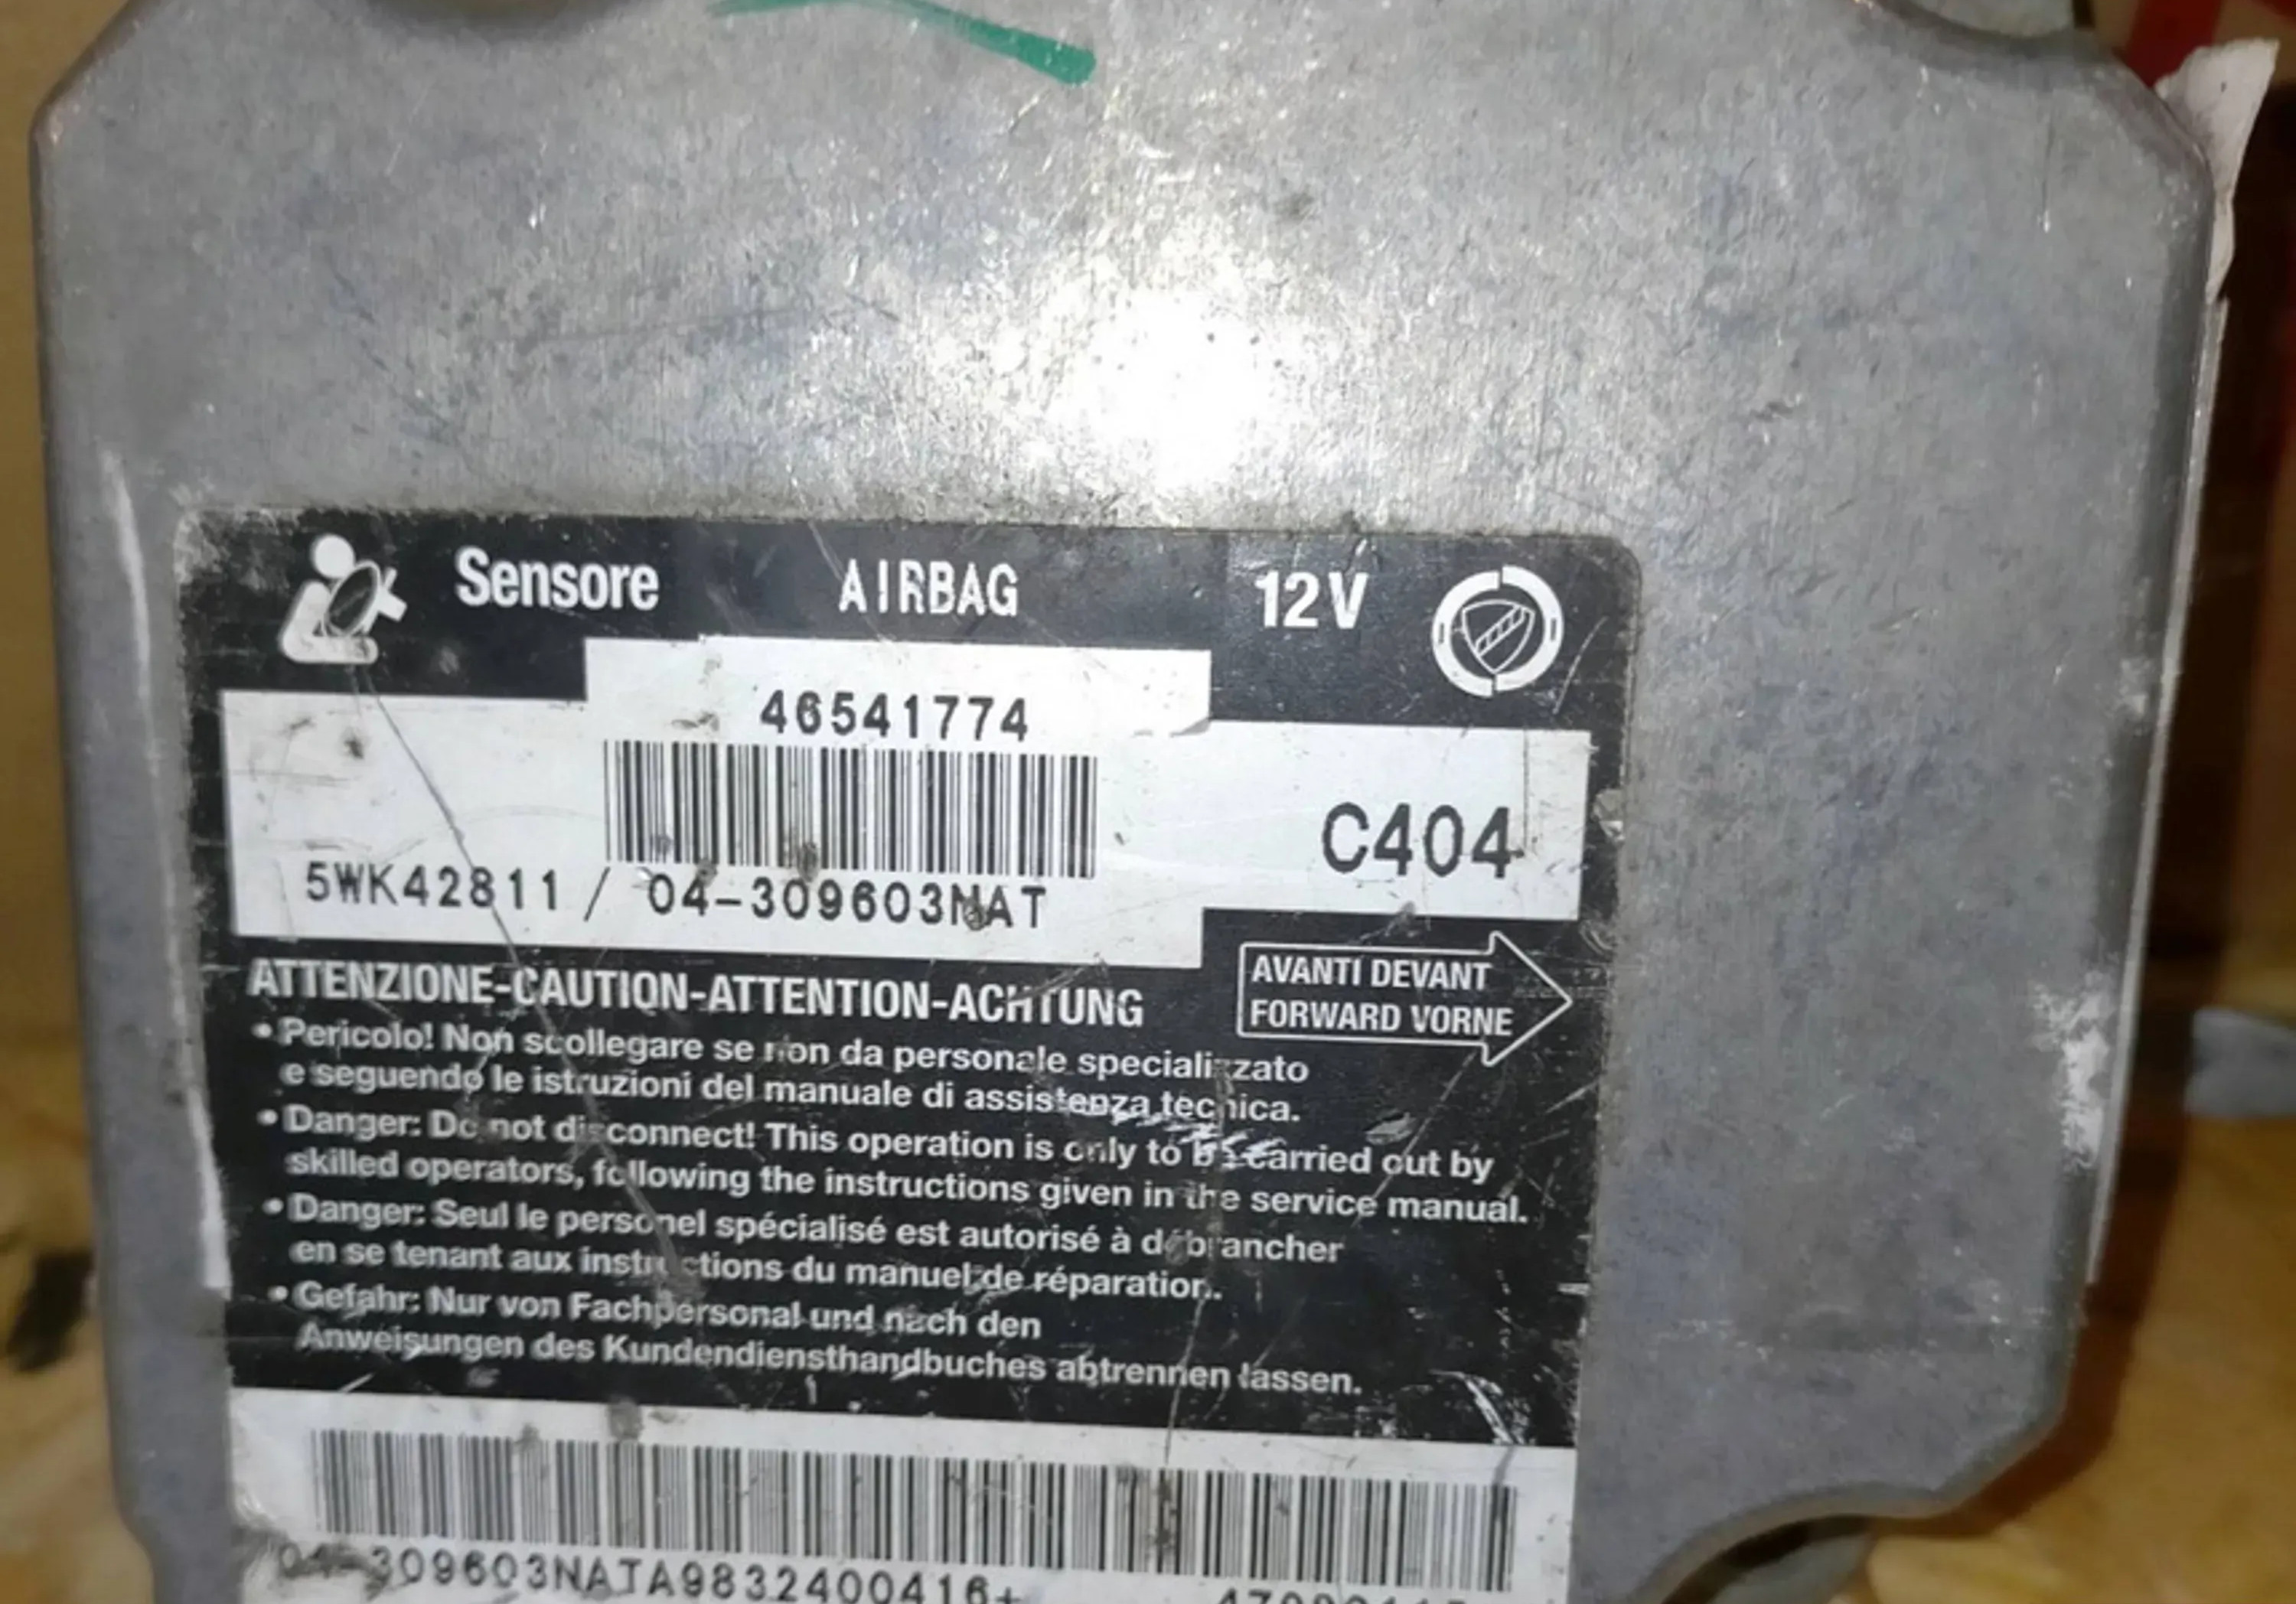 Sensore AIRBAG 12V
46541774
C404
5WK42811 / 04-309603NAT
ATTENZIONE-CAUTION-ATTENTION-ACHTUNG
AVANTI DEVANT
FORWARD VORNE
• Pericolo! Non scollegare se non da personale specializzato
e seguendo le istruzioni del manuale di assistenza tecnica.
• Danger: Do not disconnect! This operation is only to be carried out by
skilled operators, following the instructions given in the service manual.
• Danger: Seul le personel spécialisé est autorisé à débrancher
en se tenant aux instructions du manuel de réparation.
• Gefahr: Nur von Fachpersonal und nach den
Anweisungen des Kundendiensthandbuches abtrennen lassen.
04-309603NATA9832400416+